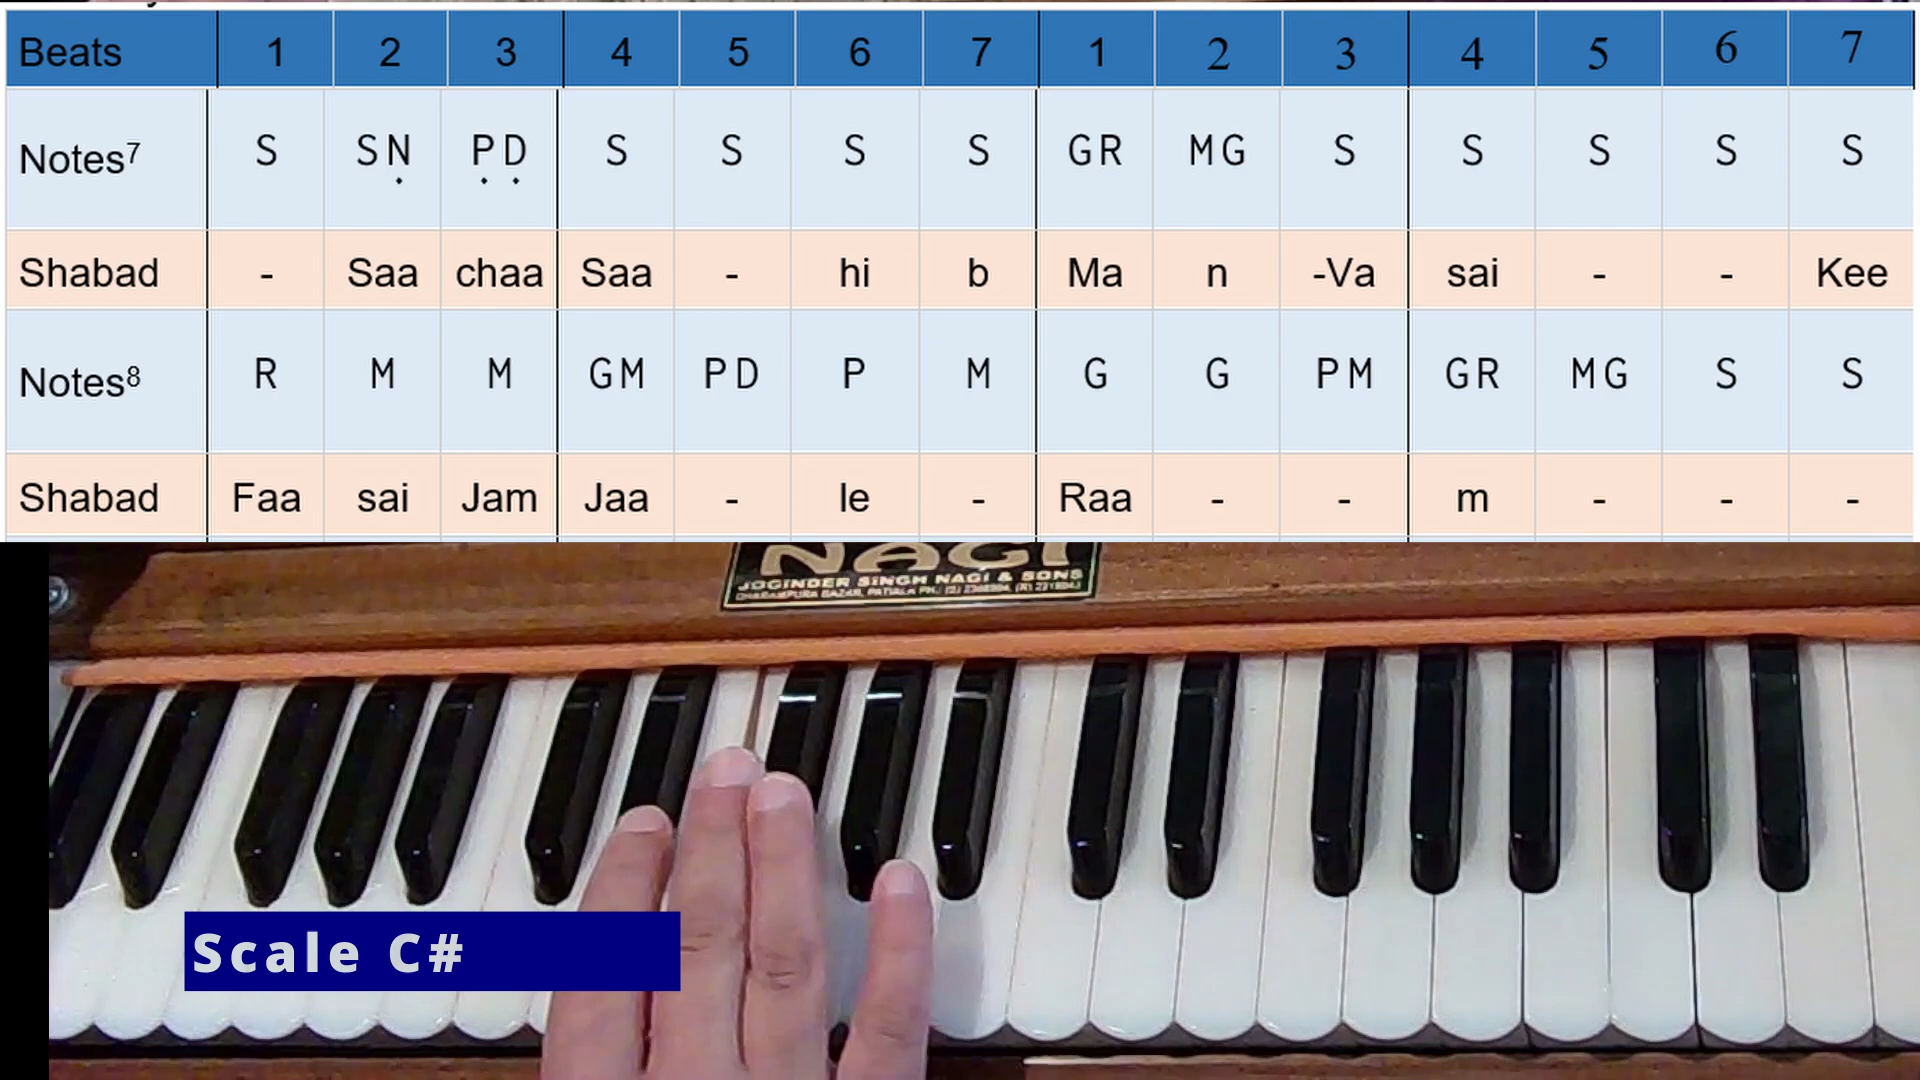 Beats 1 2 3 4 5 6 7 1 2 3 4 5 6 7
Notes⁷ S SṆ P̣Ḍ S S S S GR MG S S S S S
Shabad - Saa chaa Saa - hi b Ma n -Va sai - - Kee
Notes⁸ R M M GM PD P M G G PM GR MG S S
Shabad Faa sai Jam Jaa - le - Raa - - m - - -
NAGI
JOGINDER SINGH NAGI & SONS
Scale C#